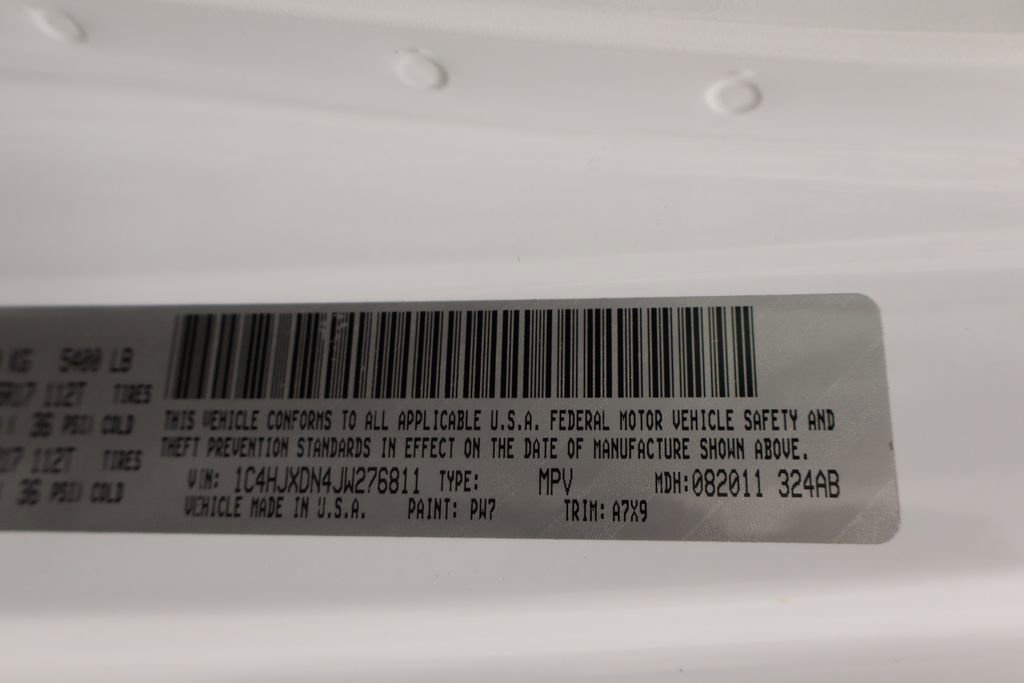 KG 5400 LB
R17 112T TIRES
36 PSI) COLD
112T TIRES
36 PSI) COLD
THIS VEHICLE CONFORMS TO ALL APPLICABLE U.S.A. FEDERAL MOTOR VEHICLE SAFETY AND
THEFT PREVENTION STANDARDS IN EFFECT ON THE DATE OF MANUFACTURE SHOWN ABOVE.
VIN: 1C4HJXDN4JW276811 TYPE: MPV MDH:082011 324AB
VEHICLE MADE IN U.S.A. PAINT: PW7 TRIM: A7X9